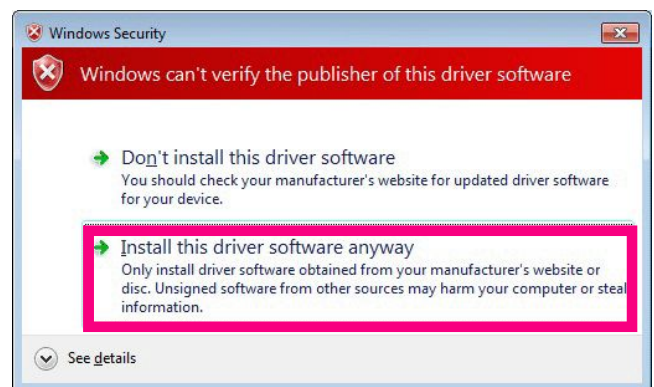 Windows Security
Windows can't verify the publisher of this driver software
Don't install this driver software
You should check your manufacturer's website for updated driver software
for your device.
Install this driver software anyway
Only install driver software obtained from your manufacturer's website or
disc. Unsigned software from other sources may harm your computer or steal
information.
See details